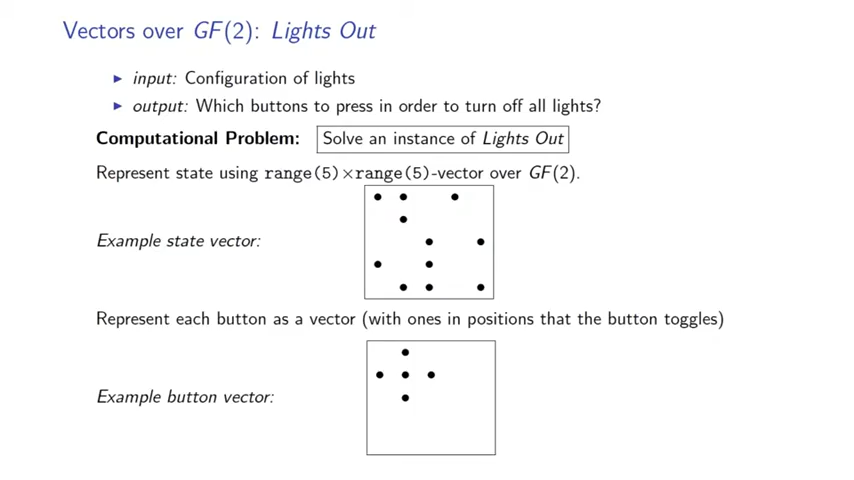 Vectors over GF(2): Lights Out
▶ input: Configuration of lights
▶ output: Which buttons to press in order to turn off all lights?
Computational Problem: Solve an instance of Lights Out
Represent state using range(5)×range(5)-vector over GF(2).
Example state vector:
Represent each button as a vector (with ones in positions that the button toggles)
Example button vector: